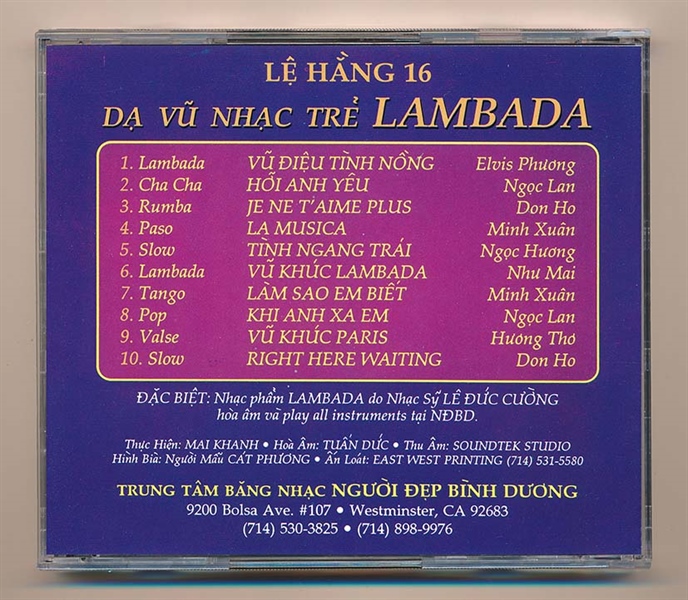 LỆ HẰNG 16
DẠ VŨ NHẠC TRẺ LAMBADA
1. Lambada VŨ ĐIỆU TÌNH NỒNG Elvis Phương
2. Cha Cha HỠI ANH YÊU Ngọc Lan
3. Rumba JE NE T'AIME PLUS Don Ho
4. Paso LA MUSICA Minh Xuân
5. Slow TÌNH NGANG TRÁI Ngọc Hương
6. Lambada VŨ KHÚC LAMBADA Như Mai
7. Tango LÀM SAO EM BIẾT Minh Xuân
8. Pop KHI ANH XA EM Ngọc Lan
9. Valse VŨ KHÚC PARIS Hương Thơ
10. Slow RIGHT HERE WAITING Don Ho
ĐẶC BIỆT: Nhạc phẩm LAMBADA do Nhạc Sỹ LÊ ĐỨC CƯỜNG
hòa âm và play all instruments tại NĐBD.
Thực Hiện: MAI KHANH • Hoà Âm: TUẤN DỨC • Thu Âm: SOUNDTEK STUDIO
Hình Bià: Người Mẫu CÁT PHƯƠNG • Ấn Loát: EAST WEST PRINTING (714) 531-5580
TRUNG TÂM BĂNG NHẠC NGƯỜI ĐẸP BÌNH DƯƠNG
9200 Bolsa Ave. #107 • Westminster, CA 92683
(714) 530-3825 • (714) 898-9976